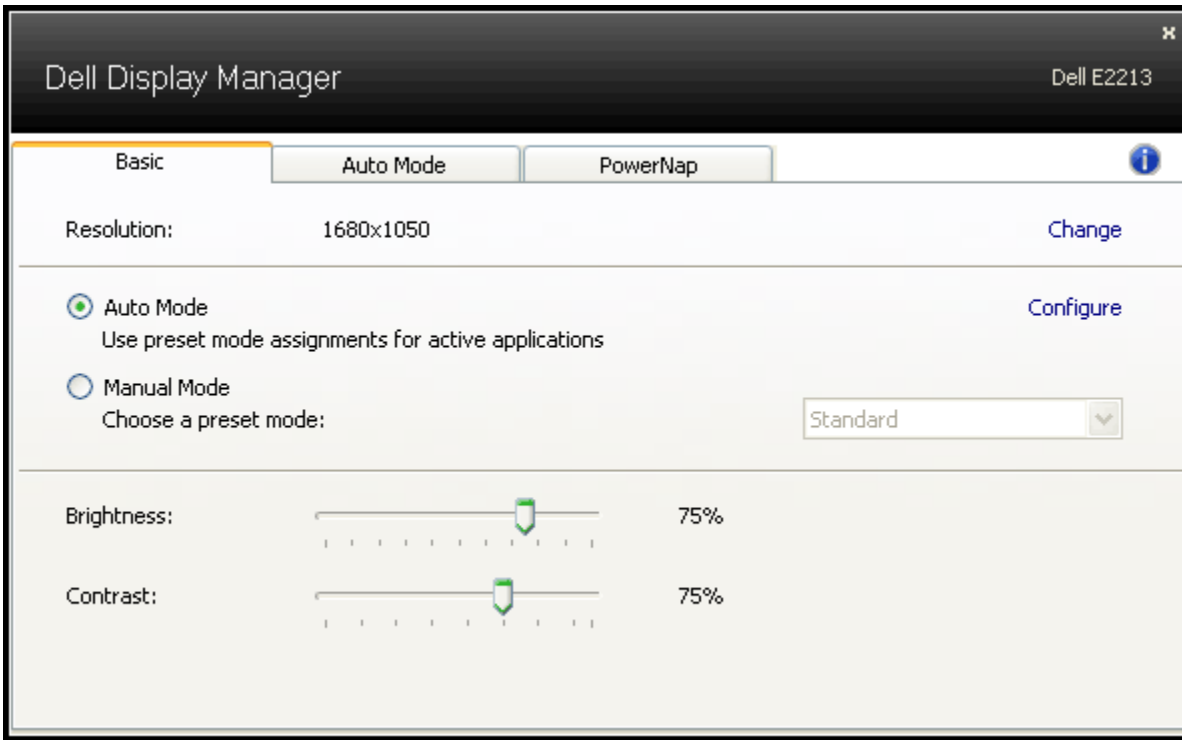 Dell Display Manager
Dell E2213
Basic
Auto Mode
PowerNap
Resolution:
1680x1050
Change
Auto Mode
Configure
Use preset mode assignments for active applications
Manual Mode
Choose a preset mode:
Standard
Brightness:
75%
Contrast:
75%